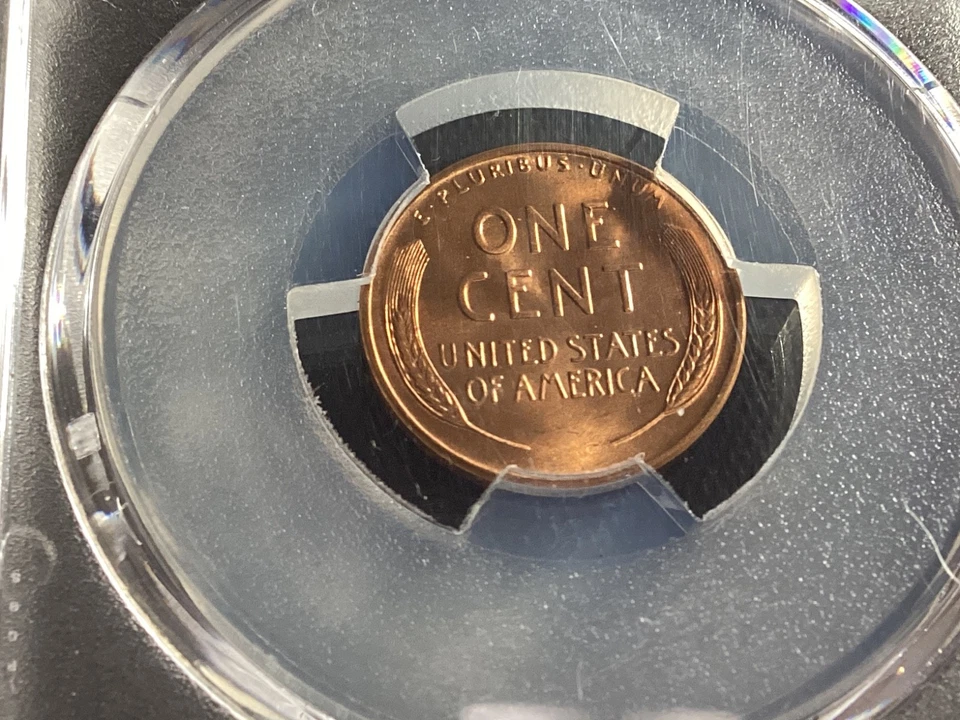 E·PLURIBUS·UNUM
ONE
CENT
UNITED STATES
OF AMERICA